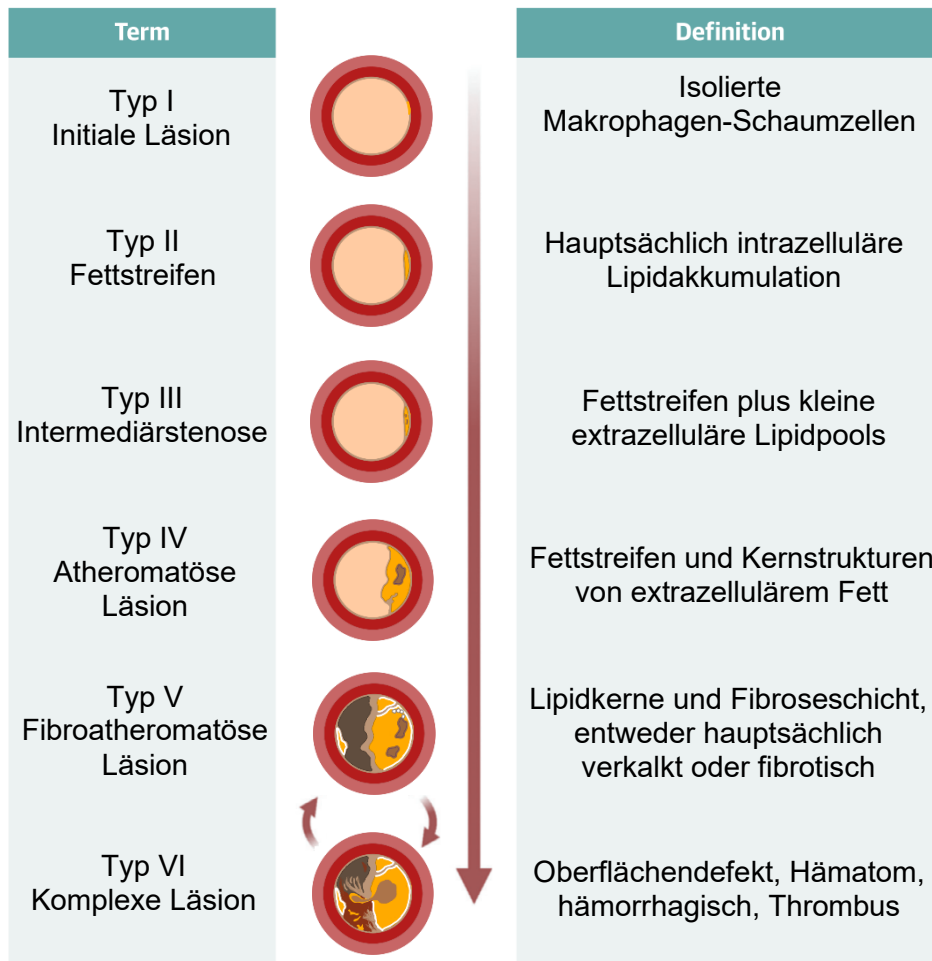 Term
Definition
Typ I
Initiale Läsion
Isolierte
Makrophagen-Schaumzellen
Typ II
Fettstreifen
Hauptsächlich intrazelluläre
Lipidakkumulation
Typ III
Intermediärstenose
Fettstreifen plus kleine
extrazelluläre Lipidpools
Typ IV
Atheromatöse
Läsion
Fettstreifen und Kernstrukturen
von extrazellulärem Fett
Typ V
Fibroatheromatöse
Läsion
Lipidkerne und Fibroseschicht,
entweder hauptsächlich
verkalkt oder fibrotisch
Typ VI
Komplexe Läsion
Oberflächendefekt, Hämatom,
hämorrhagisch, Thrombus